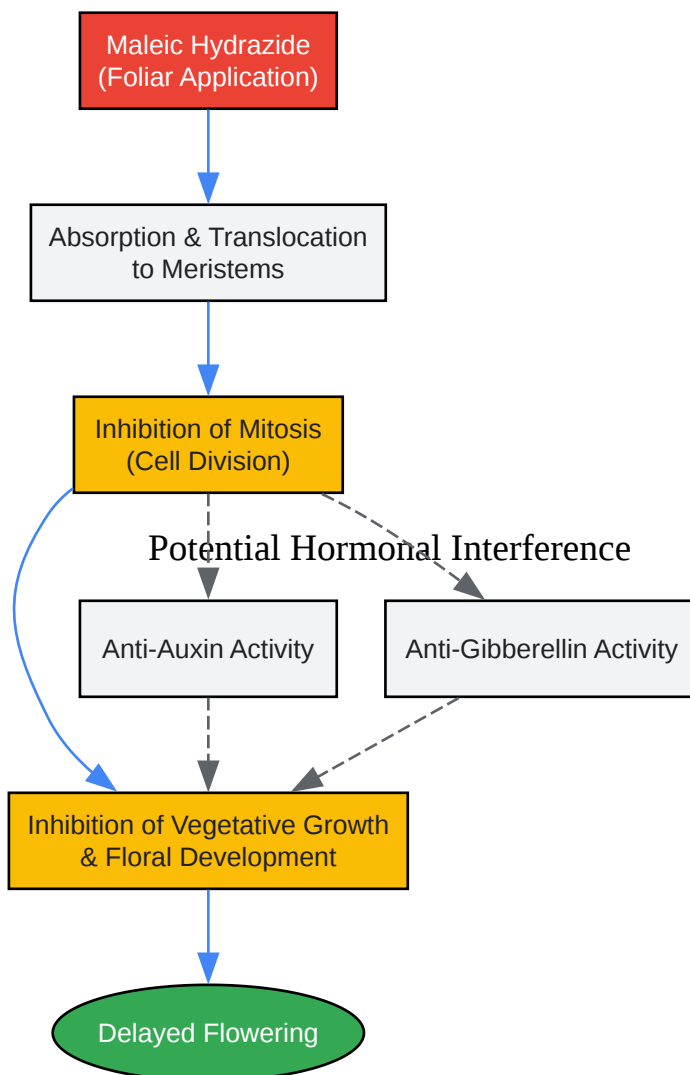 Maleic Hydrazide
(Foliar Application)
Absorption & Translocation
to Meristems
Inhibition of Mitosis
(Cell Division)
Potential Hormonal Interference
Anti-Auxin Activity
Anti-Gibberellin Activity
Inhibition of Vegetative Growth
& Floral Development
Delayed Flowering